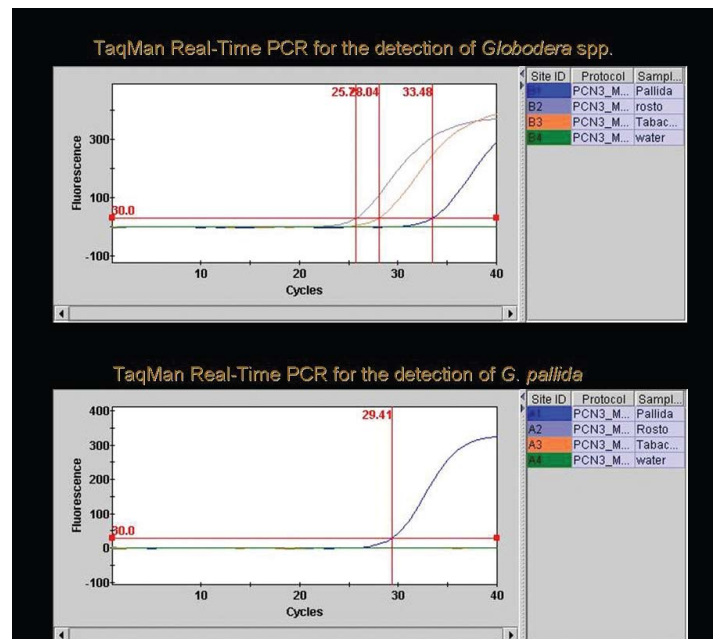 TaqMan Real-Time PCR for the detection of Globodera spp.
25.7 28.04 33.48
300
100
-100
30.0
Fluorescence
10 20 30 40
Cycles
Site ID Protocol Sampl...
B1 PCN3_M... Pallida
B2 PCN3_M... rosto
B3 PCN3_M... Tabac...
B4 PCN3_M... water
TaqMan Real-Time PCR for the detection of G. pallida
29.41
400
300
200
100
0
-100
30.0
Fluorescence
10 20 30 40
Cycles
Site ID Protocol Sampl...
A1 PCN3_M... Pallida
A2 PCN3_M... Rosto
A3 PCN3_M... Tabac...
A4 PCN3_M... water